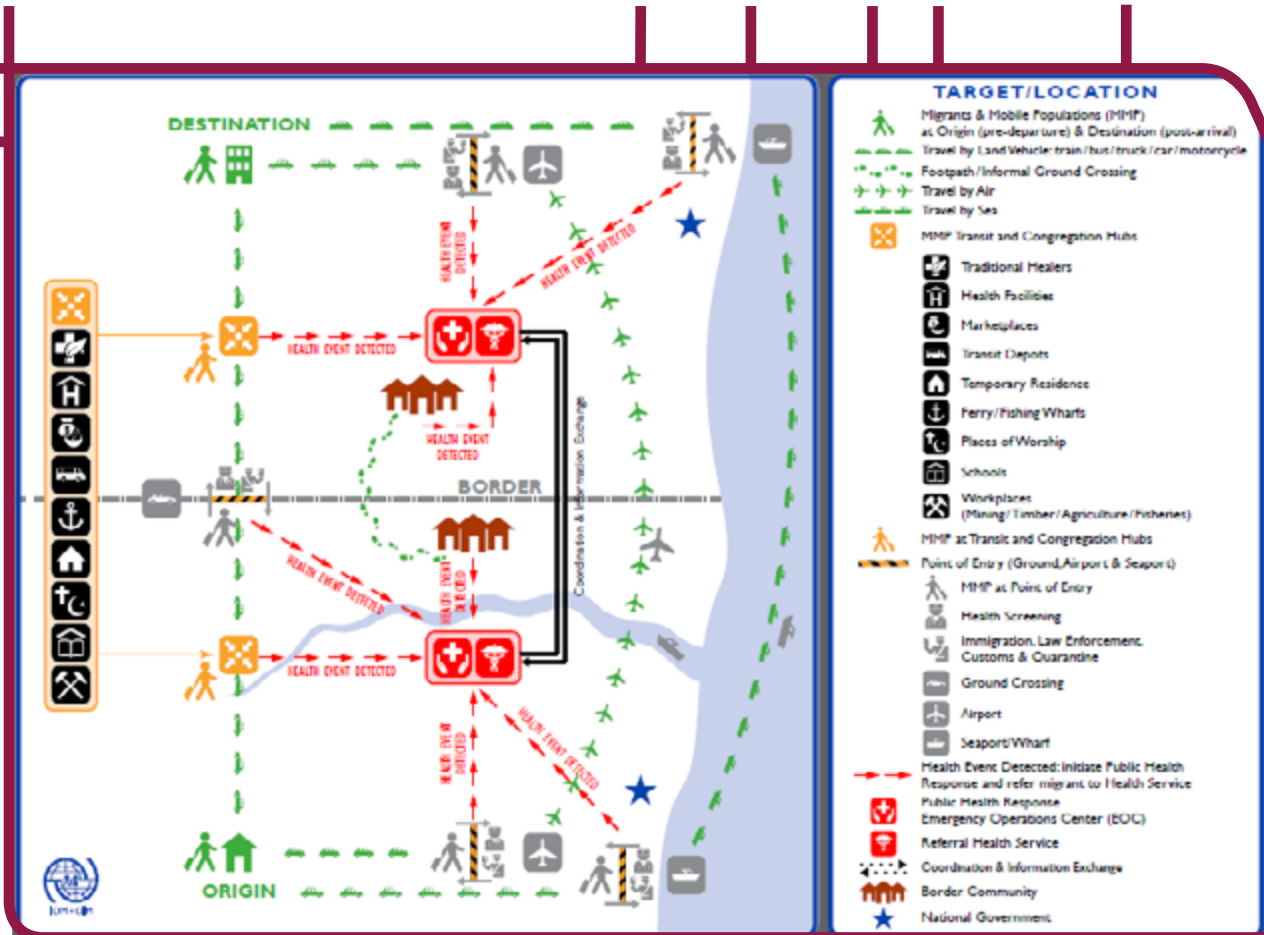 DESTINATION
HEALTH EVENT
DETECTED
HEALTH EVENT DETECTED
HEALTH EVENT DETECTED
HEALTH EVENT
DETECTED
BORDER
Coordination & Information Exchange
HEALTH EVENT DETECTED
HEALTH EVENT
DETECTED
HEALTH EVENT DETECTED
HEALTH EVENT
DETECTED
HEALTH EVENT DETECTED
ORIGIN
IOM•OIM
TARGET/LOCATION
Migrants & Mobile Populations (MMP)
at Origin (pre-departure) & Destination (post-arrival)
Travel by Land Vehicle: train/bus/truck/car/motorcycle
Footpath/Informal Ground Crossing
Travel by Air
Travel by Sea
MMP Transit and Congregation Hubs
Traditional Healers
Health Facilities
Marketplaces
Transit Depots
Temporary Residence
Ferry/Fishing Wharfs
Places of Worship
Schools
Workplaces
(Mining/Timber/Agriculture/Fisheries)
MMP at Transit and Congregation Hubs
Point of Entry (Ground, Airport & Seaport)
MMP at Point of Entry
Health Screening
Immigration, Law Enforcement,
Customs & Quarantine
Ground Crossing
Airport
Seaport/Wharf
Health Event Detected: Initiate Public Health
Response and refer migrant to Health Service
Public Health Response
Emergency Operations Center (EOC)
Referral Health Service
Coordination & Information Exchange
Border Community
National Government